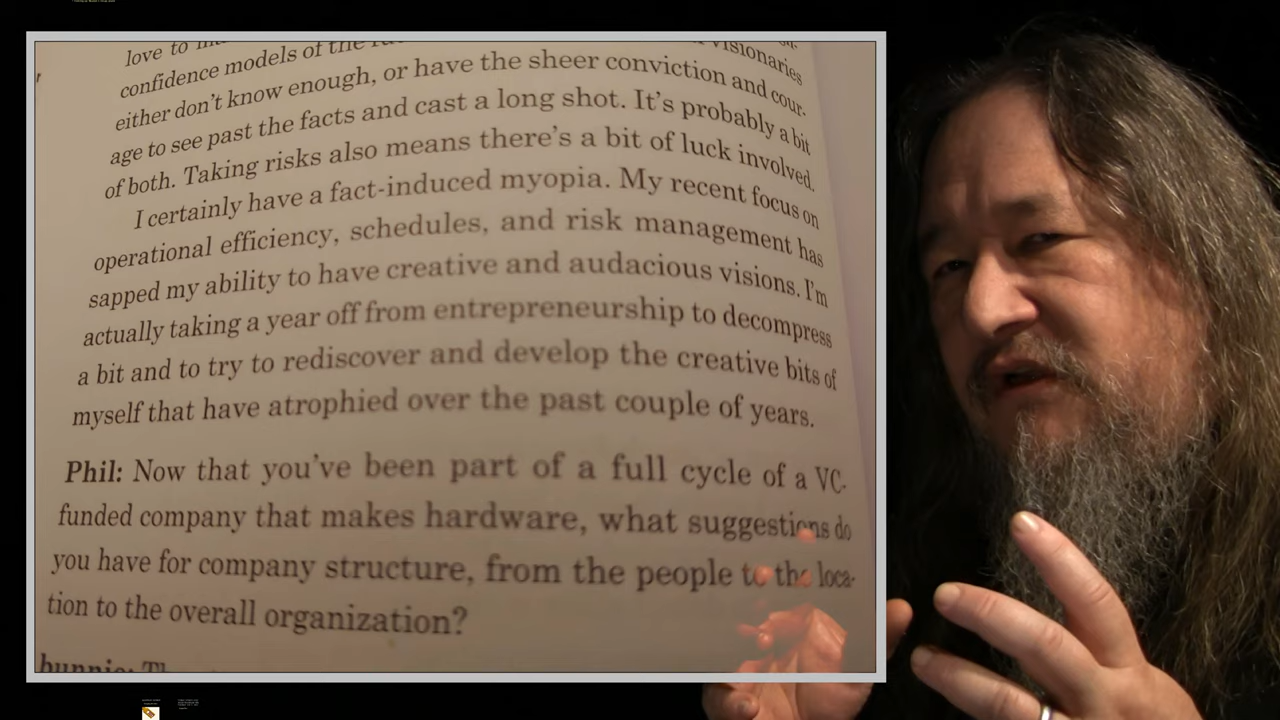 love to
confidence models of the visionaries
either don't know enough, or have the sheer conviction and cour-
age to see past the facts and cast a long shot. It's probably a bit
of both. Taking risks also means there's a bit of luck involved.
I certainly have a fact-induced myopia. My recent focus on
operational efficiency, schedules, and risk management has
sapped my ability to have creative and audacious visions. I'm
actually taking a year off from entrepreneurship to decompress
a bit and to try to rediscover and develop the creative bits of
myself that have atrophied over the past couple of years.
Phil: Now that you've been part of a full cycle of a VC-
funded company that makes hardware, what suggestions do
you have for company structure, from the people to the loca-
tion to the overall organization?
bunnie: